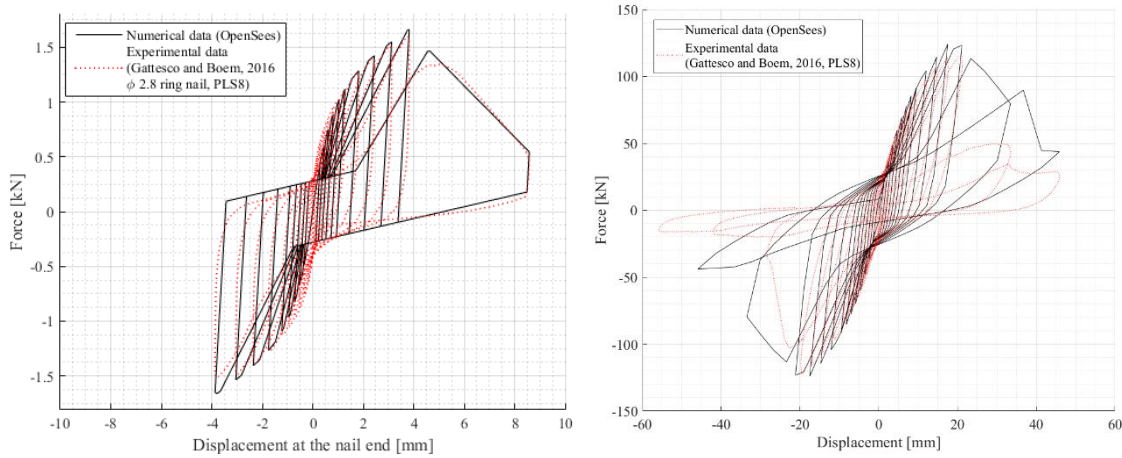 Numerical data (OpenSees)
Experimental data
(Gattesco and Boem, 2016
ϕ 2.8 ring nail, PLS8)
1.5
1
0.5
0
-0.5
-1
-1.5
Force [kN]
-10
-8
-6
-4
-2
0
2
4
6
8
10
Displacement at the nail end [mm]
Numerical data (OpenSees)
Experimental data
(Gattesco and Boem, 2016, PLS8)
150
100
50
0
-50
-100
-150
Force [kN]
-60
-40
-20
0
20
40
60
Displacement [mm]